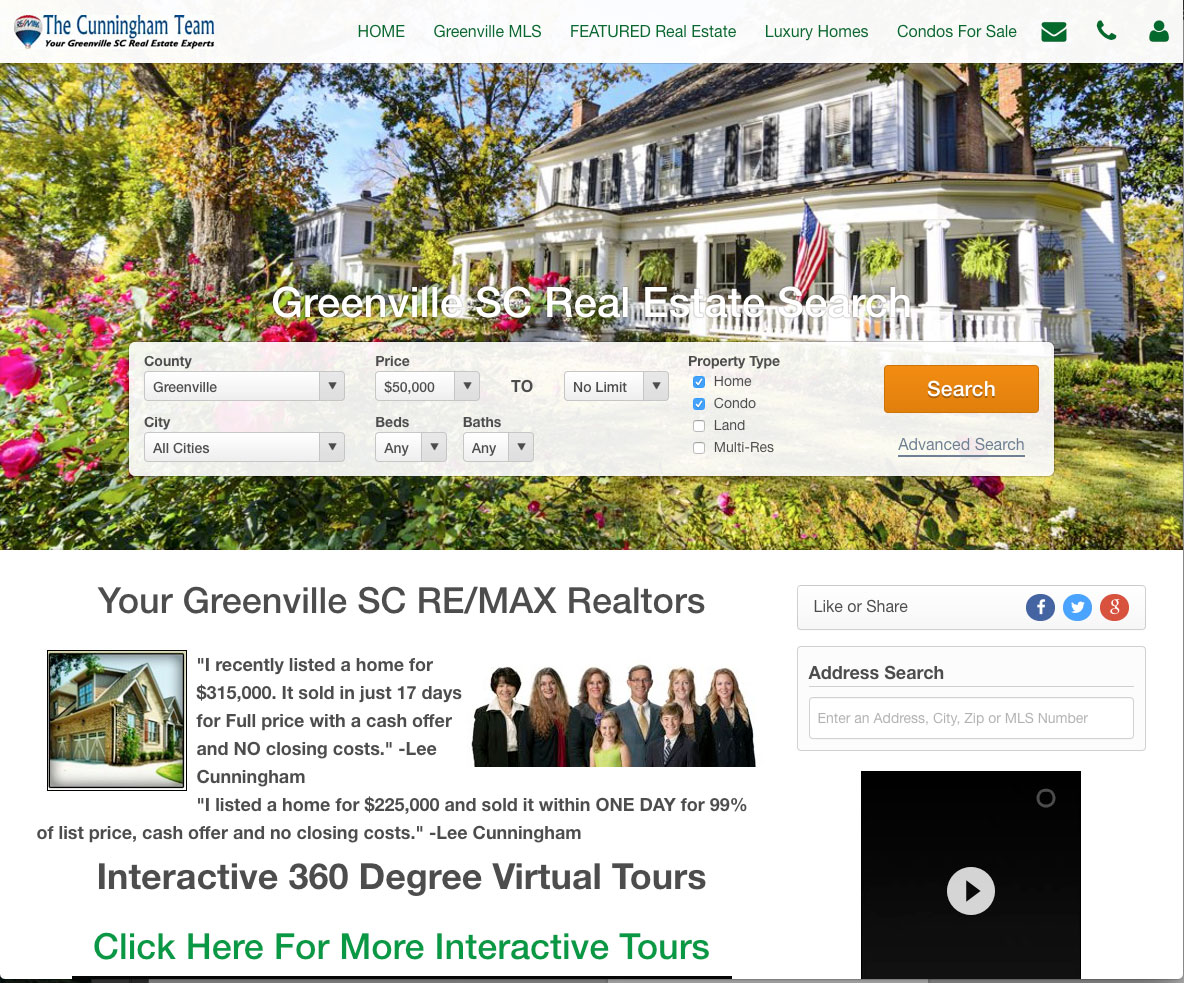 RE/MAX
The Cunningham Team
Your Greenville SC Real Estate Experts
HOME
Greenville MLS
FEATURED Real Estate
Luxury Homes
Condos For Sale
Greenville SC Real Estate Search
County
Greenville
Price
$50,000
TO
No Limit
City
All Cities
Beds
Any
Baths
Any
Property Type
Home
Condo
Land
Multi-Res
Search
Advanced Search
Your Greenville SC RE/MAX Realtors
"I recently listed a home for
$315,000. It sold in just 17 days
for Full price with a cash offer
and NO closing costs." -Lee
Cunningham
"I listed a home for $225,000 and sold it within ONE DAY for 99%
of list price, cash offer and no closing costs." -Lee Cunningham
Interactive 360 Degree Virtual Tours
Click Here For More Interactive Tours
Like or Share
f
g
Address Search
Enter an Address, City, Zip or MLS Number